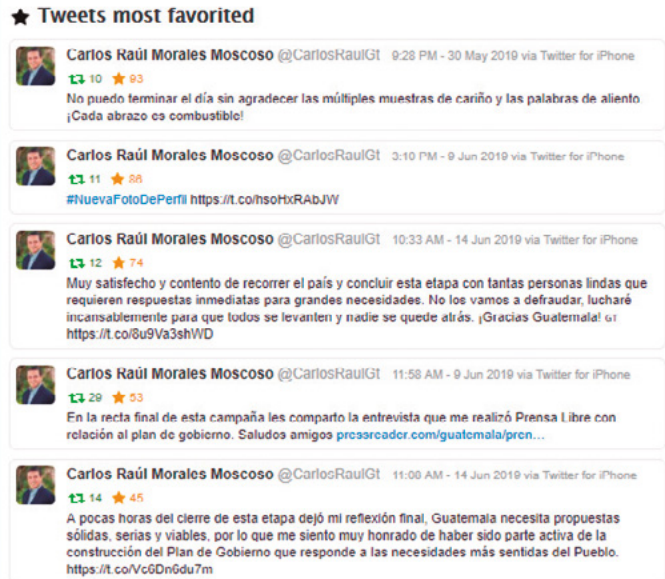 Tweets most favorited
Carlos Raúl Morales Moscoso @CarlosRaulGt 9:28 PM - 30 May 2019 via Twitter for iPhone
10 93
No puedo terminar el día sin agradecer las múltiples muestras de cariño y las palabras de aliento
¡Cada abrazo es combustible!
Carlos Raúl Morales Moscoso @CarlosRaulGt 3:10 PM - 9 Jun 2019 via Twitter for iPhone
11 86
#NuevaFotoDePerfil https://t.co/hsoHxRAbJW
Carlos Raúl Morales Moscoso @CarlosRaulGt 10:33 AM - 14 Jun 2019 via Twitter for iPhone
12 74
Muy satisfecho y contento de recorrer el país y concluir esta etapa con tantas personas lindas que
requieren respuestas inmediatas para grandes necesidades. No los vamos a defraudar, lucharé
incansablemente para que todos se levanten y nadie se quede atrás. ¡Gracias Guatemala! GT
https://t.co/8u9Va3shWD
Carlos Raúl Morales Moscoso @CarlosRaulGt 11:58 AM - 9 Jun 2019 via Twitter for iPhone
29 53
En la recta final de esta campaña les comparto la entrevista que me realizó Prensa Libre con
relación al plan de gobierno. Saludos amigos pressreader.com/guatemala/pren…
Carlos Raúl Morales Moscoso @CarlosRaulGt 11:00 AM - 14 Jun 2019 via Twitter for iPhone
14 45
A pocas horas del cierre de esta etapa dejó mi reflexión final, Guatemala necesita propuestas
sólidas, serias y viables, por lo que me siento muy honrado de haber sido parte activa de la
construcción del Plan de Gobierno que responde a las necesidades más sentidas del Pueblo.
https://t.co/Vc6Dn6du7m